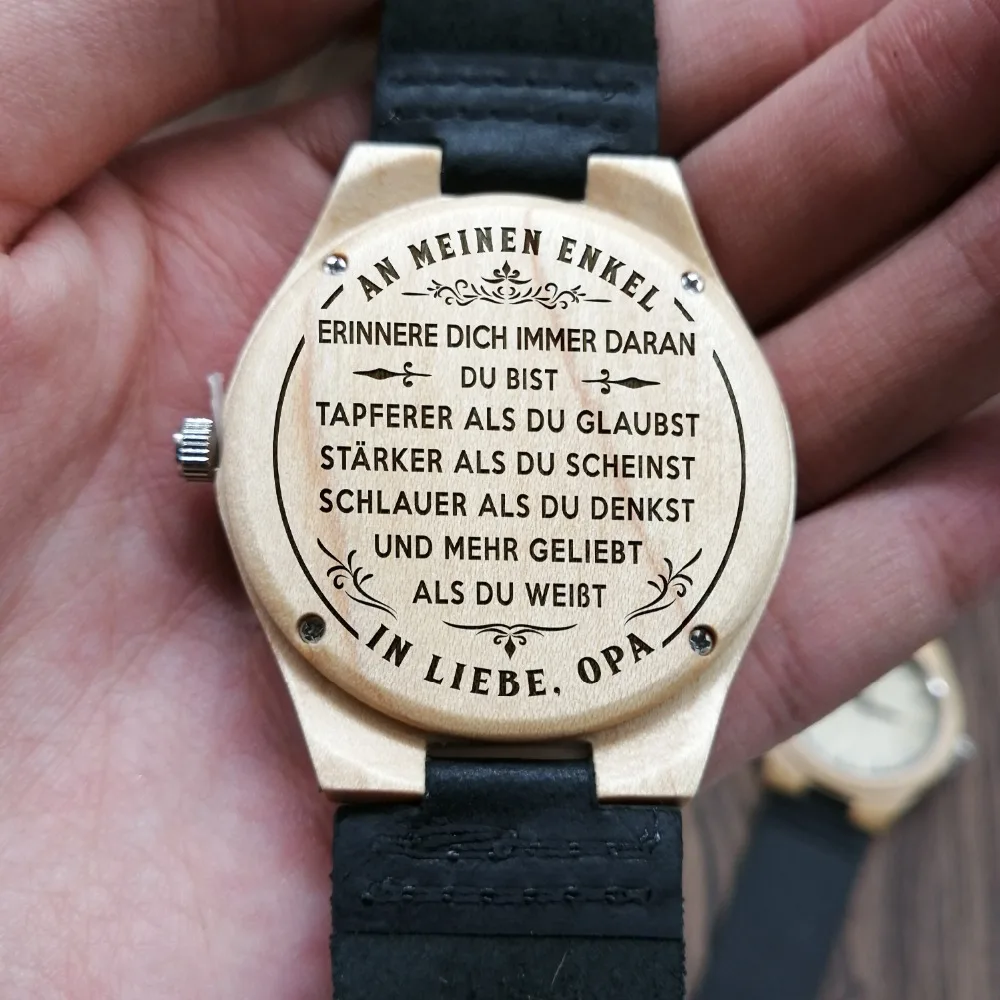 AN MEINEN ENKEL
ERINNERE DICH IMMER DARAN
DU BIST
TAPFERER ALS DU GLAUBST
STÄRKER ALS DU SCHEINST
SCHLAUER ALS DU DENKST
UND MEHR GELIEBT
ALS DU WEIßT
IN LIEBE, OPA